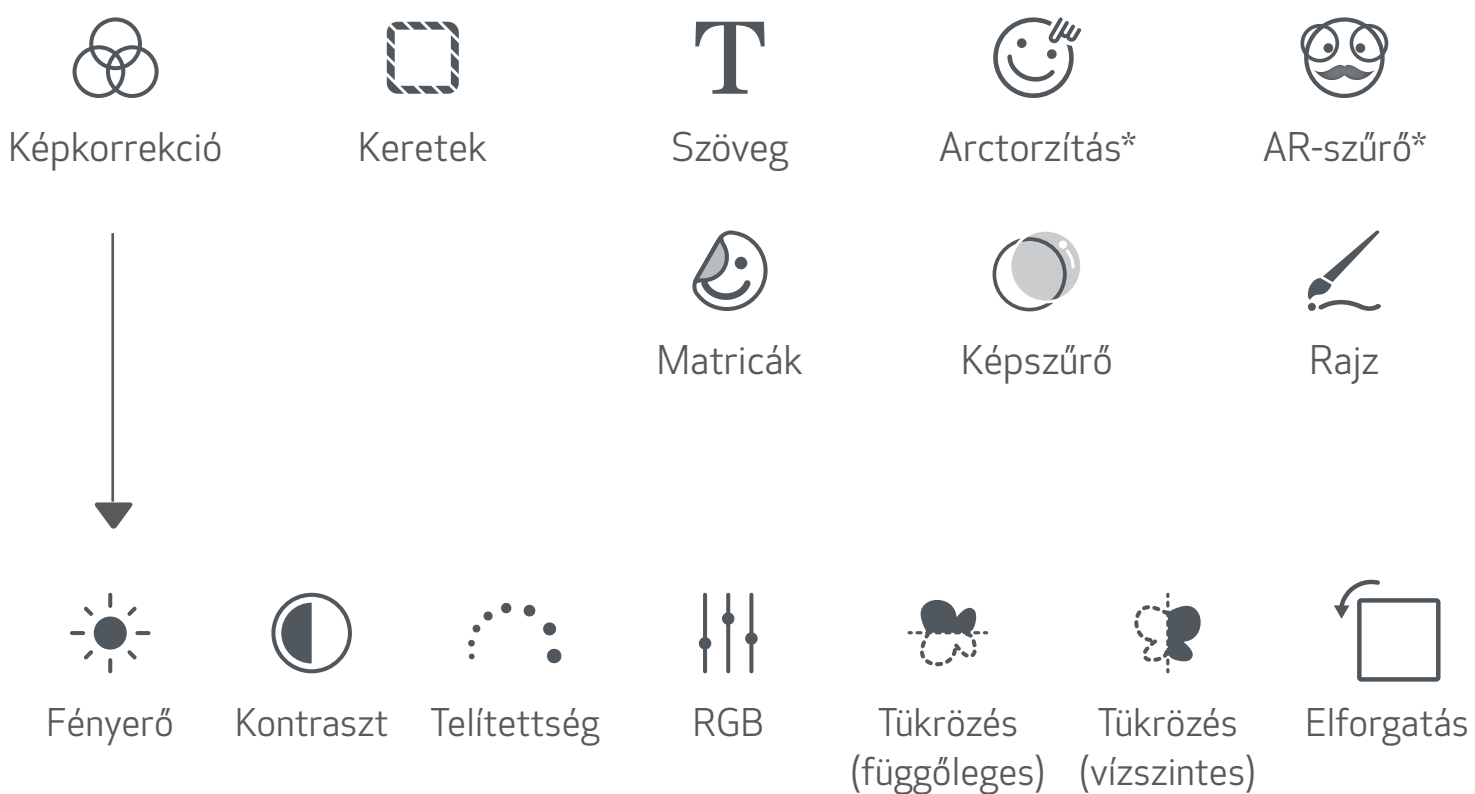 Képkorrekció
Keretek
Szöveg
Arctorzítás*
AR-szűrő*
Matricák
Képszűrő
Rajz
Fényerő
Kontraszt
Telítettség
RGB
Tükrözés
(függőleges)
Tükrözés
(vízszintes)
Elforgatás